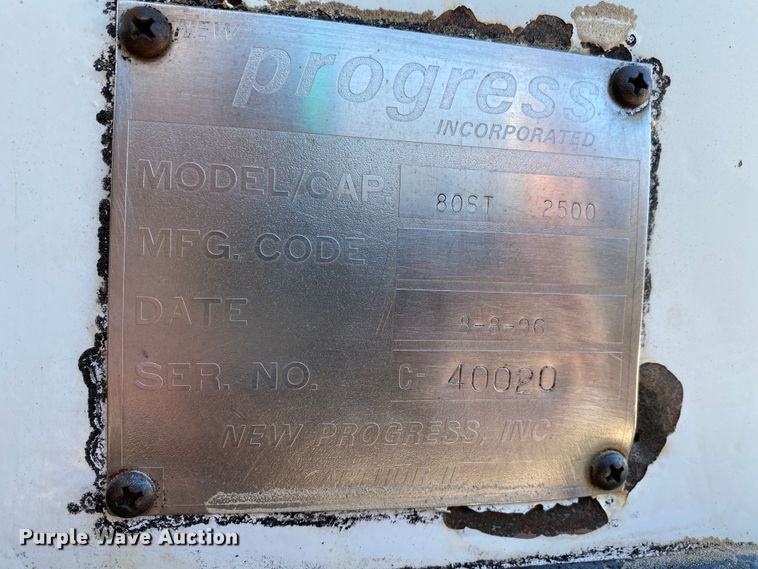 NEW
progress
INCORPORATED
MODEL/CAP. 80ST 2500
MFG. CODE
DATE 8-8-96
SER. NO. C- 40020
NEW PROGRESS, INC.
Purple Wave Auction